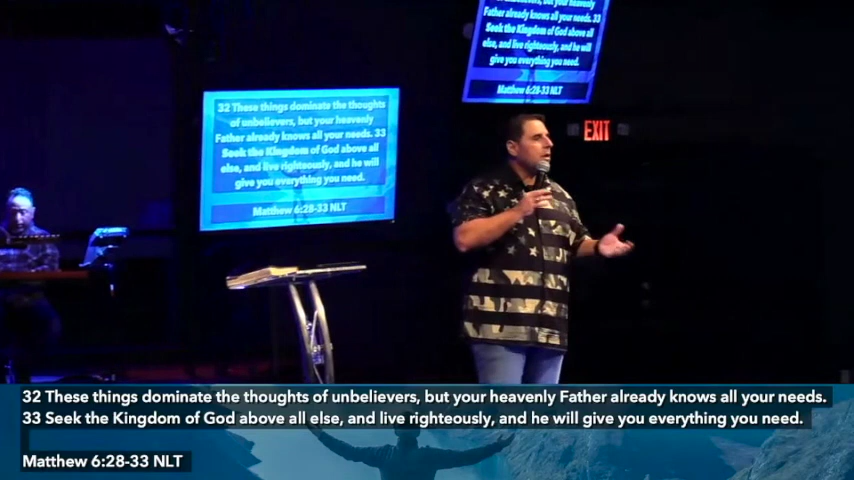 of unbelievers, but your heavenly
Father already knows all your needs. 33
Seek the Kingdom of God above all
else, and live righteously, and he will
give you everything you need.
Matthew 6:28-33 NLT
32 These things dominate the thoughts
of unbelievers, but your heavenly
Father already knows all your needs. 33
Seek the Kingdom of God above all
else, and live righteously, and he will
give you everything you need.
Matthew 6:28-33 NLT
EXIT
32 These things dominate the thoughts of unbelievers, but your heavenly Father already knows all your needs.
33 Seek the Kingdom of God above all else, and live righteously, and he will give you everything you need.
Matthew 6:28-33 NLT